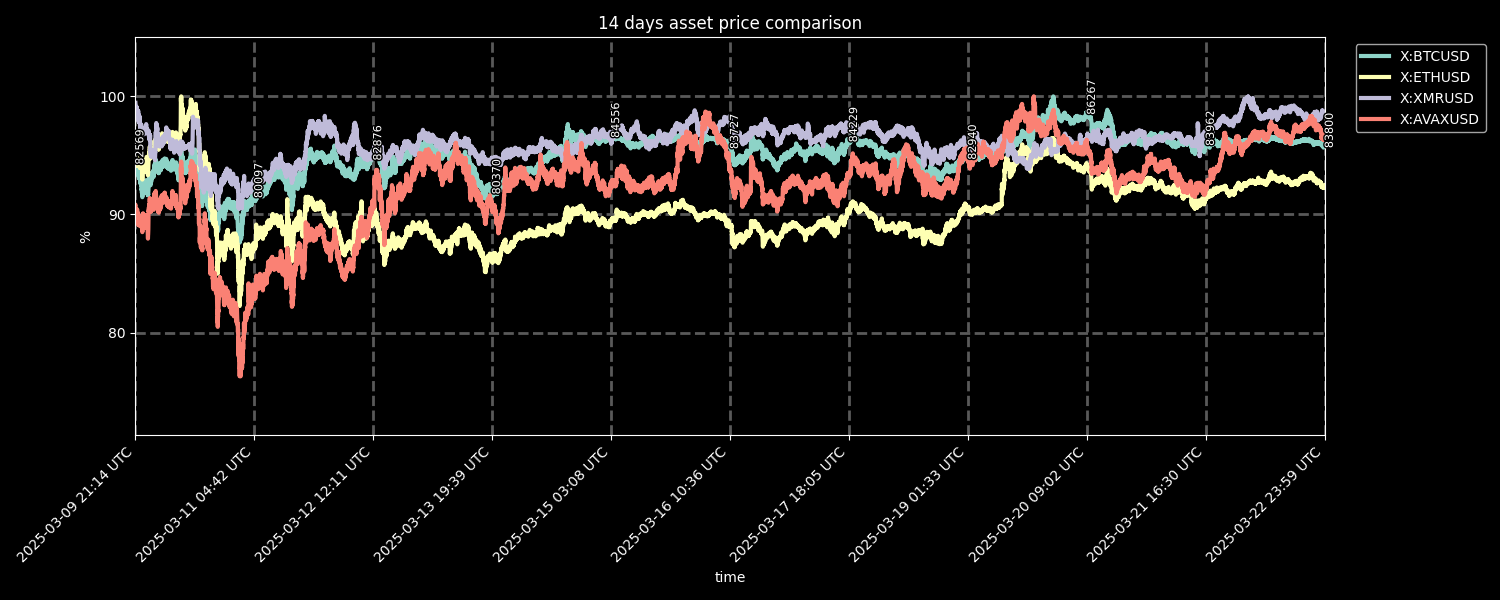 14 days asset price comparison
X:BTCUSD
X:ETHUSD
X:XMRUSD
X:AVAXUSD
100
90
80
%
82569
80097
82876
80370
84556
83727
84229
82940
86267
83962
83800
2025-03-09 21:14 UTC
2025-03-11 04:42 UTC
2025-03-12 12:11 UTC
2025-03-13 19:39 UTC
2025-03-15 03:08 UTC
2025-03-16 10:36 UTC
2025-03-17 18:05 UTC
2025-03-19 01:33 UTC
2025-03-20 09:02 UTC
2025-03-21 16:30 UTC
2025-03-22 23:59 UTC
time